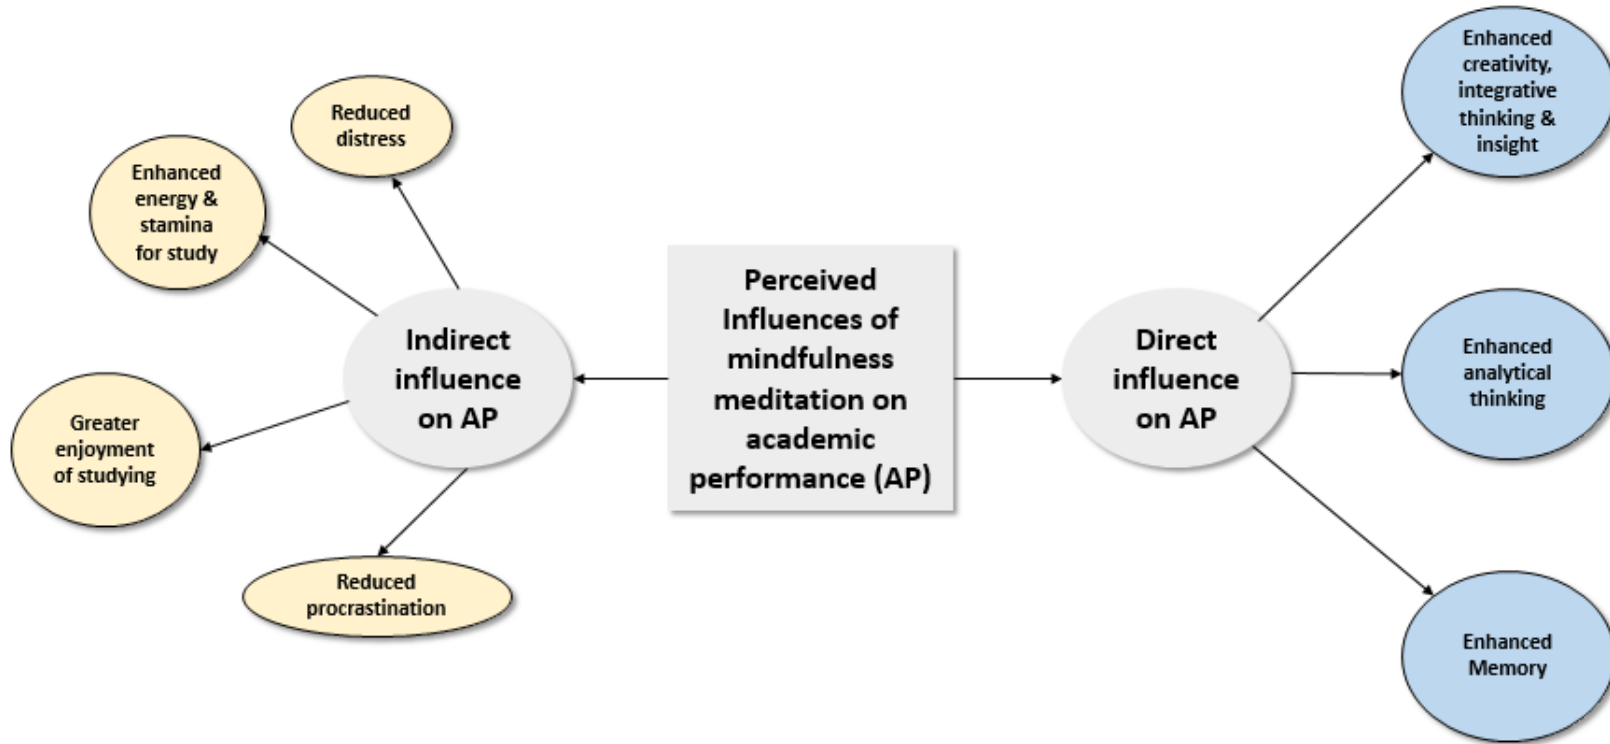 Reduced
distress
Enhanced
energy &
stamina
for study
Greater
enjoyment
of studying
Reduced
procrastination
Indirect
influence
on AP
Perceived
Influences of
mindfulness
meditation on
academic
performance (AP)
Direct
influence
on AP
Enhanced
creativity,
integrative
thinking &
insight
Enhanced
analytical
thinking
Enhanced
Memory